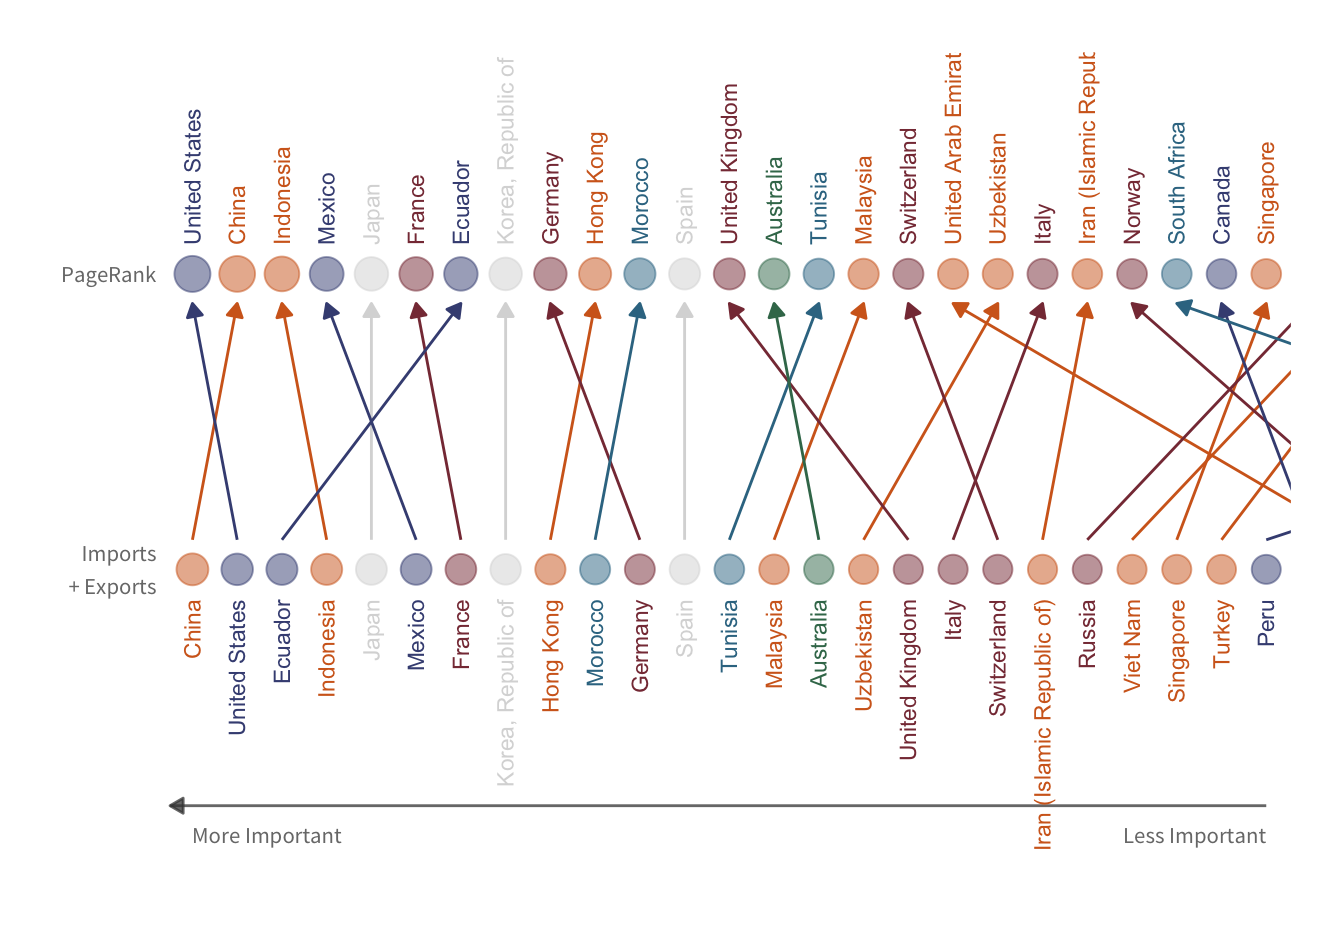 United States
China
Indonesia
Mexico
Japan
France
Ecuador
Korea, Republic of
Germany
Hong Kong
Morocco
Spain
United Kingdom
Australia
Tunisia
Malaysia
Switzerland
United Arab Emirat
Uzbekistan
Italy
Iran (Islamic Repub
Norway
South Africa
Canada
Singapore
PageRank
Imports
+ Exports
China
United States
Ecuador
Indonesia
Japan
Mexico
France
Korea, Republic of
Hong Kong
Morocco
Germany
Spain
Tunisia
Malaysia
Australia
Uzbekistan
United Kingdom
Italy
Switzerland
Iran (Islamic Republic of)
Russia
Viet Nam
Singapore
Turkey
Peru
More Important
Less Important